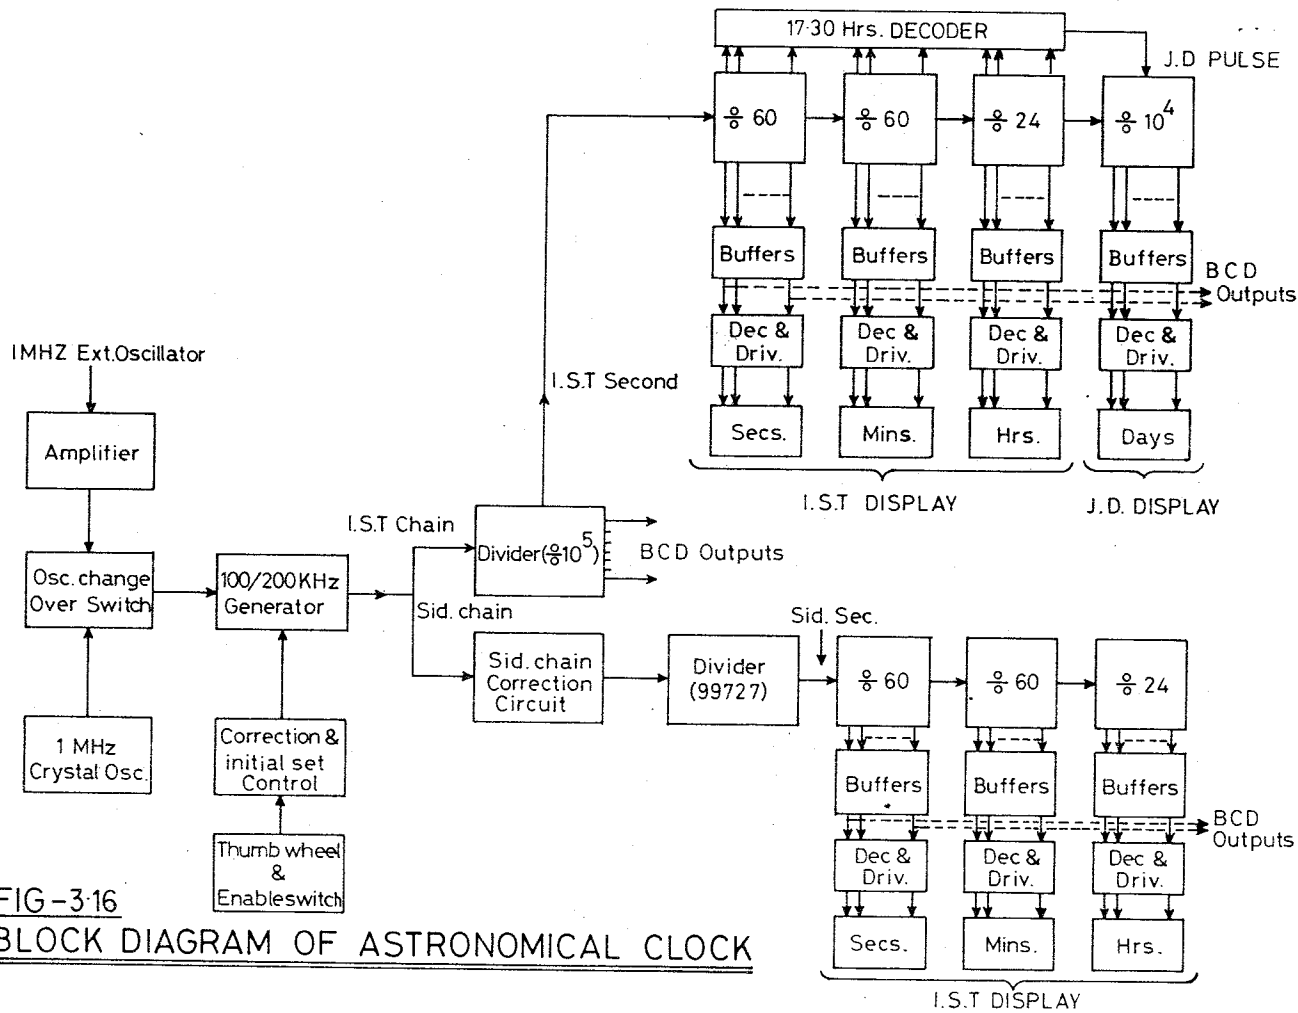 17·30 Hrs. DECODER
J.D PULSE
÷ 60
÷ 60
÷ 24
÷ 10⁴
Buffers
Buffers
Buffers
Buffers
BCD
Outputs
Dec &
Driv.
Dec &
Driv.
Dec &
Driv.
Dec &
Driv.
Secs.
Mins.
Hrs.
Days
I.S.T DISPLAY
J.D. DISPLAY
I.S.T Second
1MHZ Ext.Oscillator
Amplifier
Osc.change
Over Switch
1 MHz
Crystal Osc.
100/200KHz
Generator
Correction &
initial set
Control
Thumb wheel
&
Enableswitch
I.S.T Chain
Sid. chain
Divider(÷10⁵)
BCD Outputs
Sid. chain
Correction
Circuit
Divider
(99727)
Sid. Sec.
÷ 60
÷ 60
÷ 24
Buffers
Buffers
Buffers
BCD
Outputs
Dec &
Driv.
Dec &
Driv.
Dec &
Driv.
Secs.
Mins.
Hrs.
I.S.T DISPLAY
FIG-3·16
BLOCK DIAGRAM OF ASTRONOMICAL CLOCK